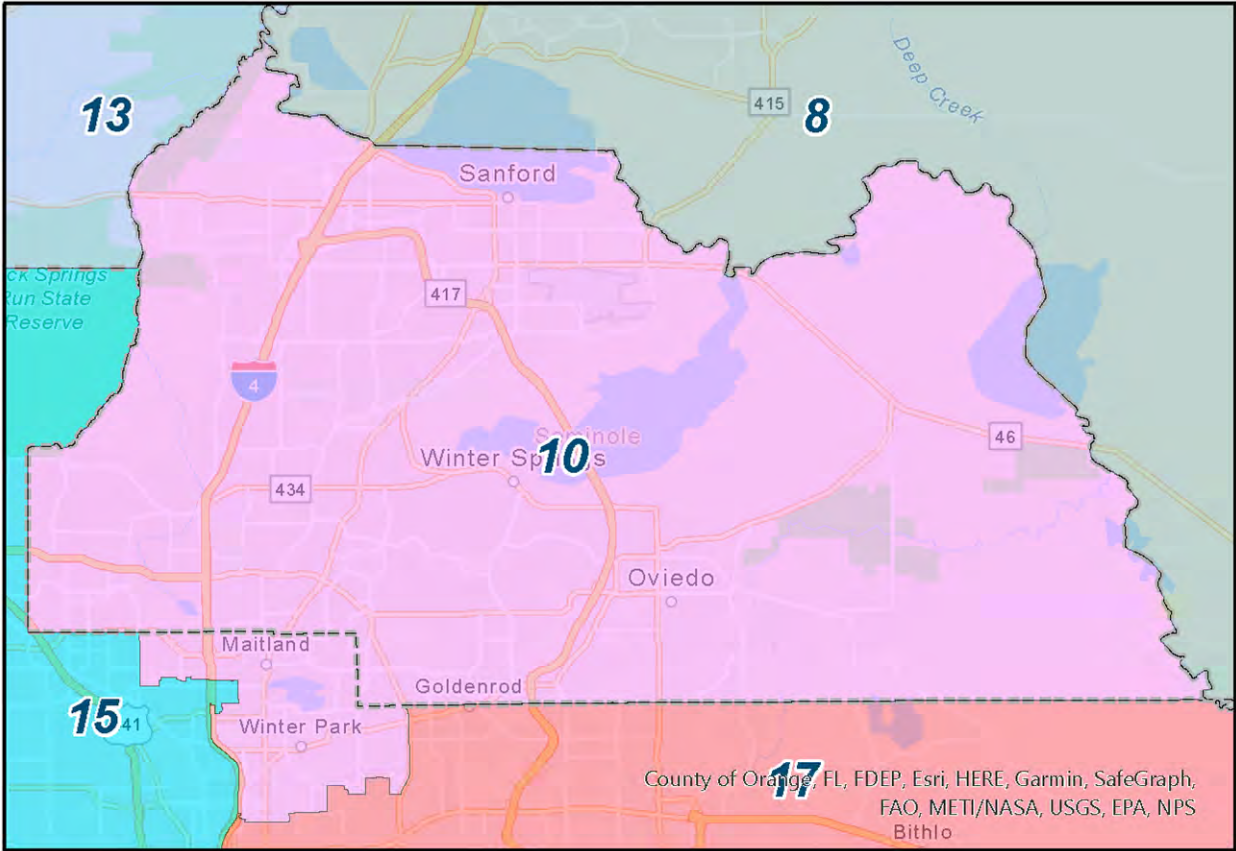 13
415
8
Deep Creek
Sanford
ck Springs
Run State
Reserve
417
4
Seminole
Winter Springs
10
46
434
Oviedo
Maitland
Goldenrod
15
41
Winter Park
17
County of Orange, FL, FDEP, Esri, HERE, Garmin, SafeGraph,
FAO, METI/NASA, USGS, EPA, NPS
Bithlo